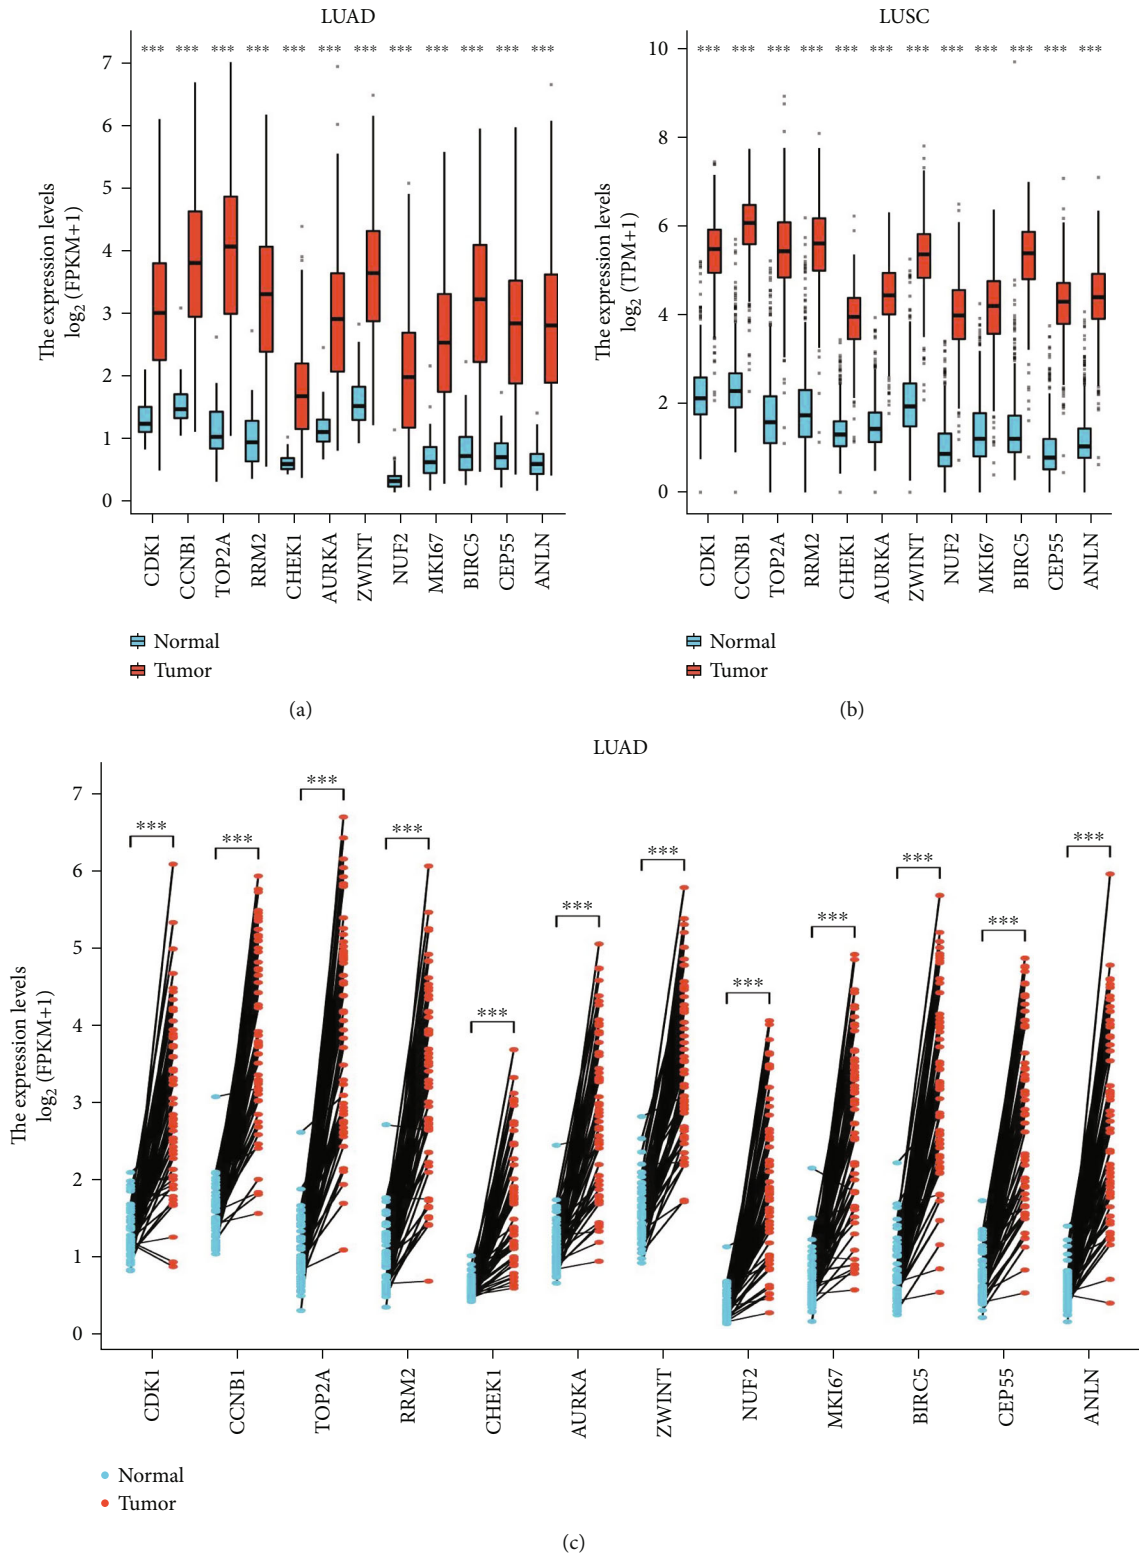 LUAD
*** *** *** *** *** *** *** *** *** *** *** ***
7
6
5
4
3
2
1
0
The expression levels
log₂ (FPKM+1)
CDK1
CCNB1
TOP2A
RRM2
CHEK1
AURKA
ZWINT
NUF2
MKI67
BIRC5
CEP55
ANLN
Normal
Tumor
(a)
LUSC
*** *** *** *** *** *** *** *** *** *** *** ***
10
8
6
4
2
0
The expression levels
log₂ (TPM+1)
CDK1
CCNB1
TOP2A
RRM2
CHEK1
AURKA
ZWINT
NUF2
MKI67
BIRC5
CEP55
ANLN
Normal
Tumor
(b)
LUAD
*** *** *** *** *** *** *** *** *** *** *** ***
7
6
5
4
3
2
1
0
The expression levels
log₂ (FPKM+1)
CDK1
CCNB1
TOP2A
RRM2
CHEK1
AURKA
ZWINT
NUF2
MKI67
BIRC5
CEP55
ANLN
Normal
Tumor
(c)